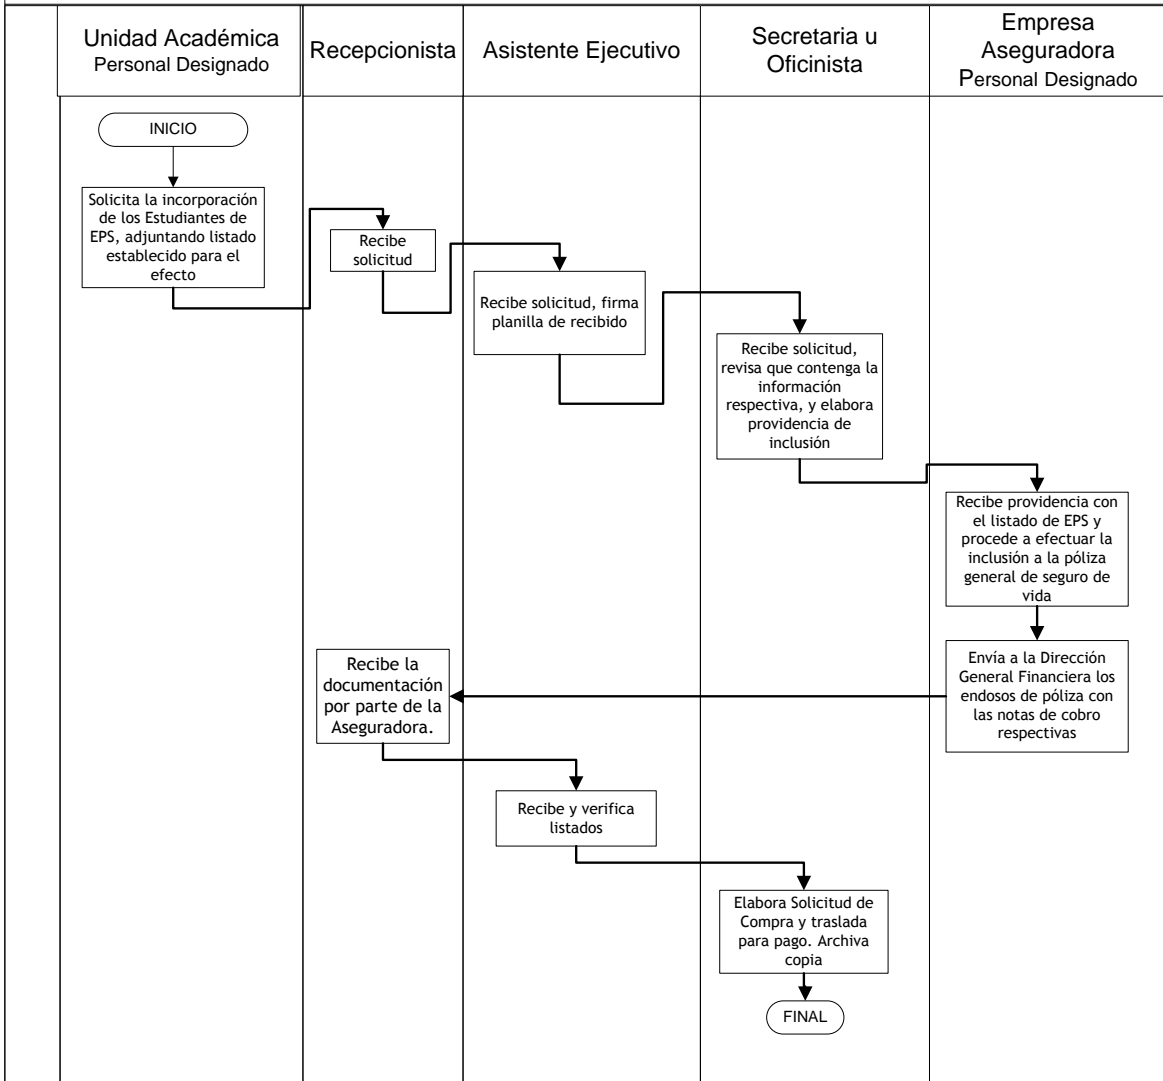 Unidad Académica
Personal Designado
Recepcionista
Asistente Ejecutivo
Secretaria u
Oficinista
Empresa
Aseguradora
Personal Designado
INICIO
Solicita la incorporación
de los Estudiantes de
EPS, adjuntando listado
establecido para el
efecto
Recibe
solicitud
Recibe solicitud, firma
planilla de recibido
Recibe solicitud,
revisa que contenga la
información
respectiva, y elabora
providencia de
inclusión
Recibe providencia con
el listado de EPS y
procede a efectuar la
inclusión a la póliza
general de seguro de
vida
Envía a la Dirección
General Financiera los
endosos de póliza con
las notas de cobro
respectivas
Recibe la
documentación
por parte de la
Aseguradora.
Recibe y verifica
listados
Elabora Solicitud de
Compra y traslada
para pago. Archiva
copia
FINAL